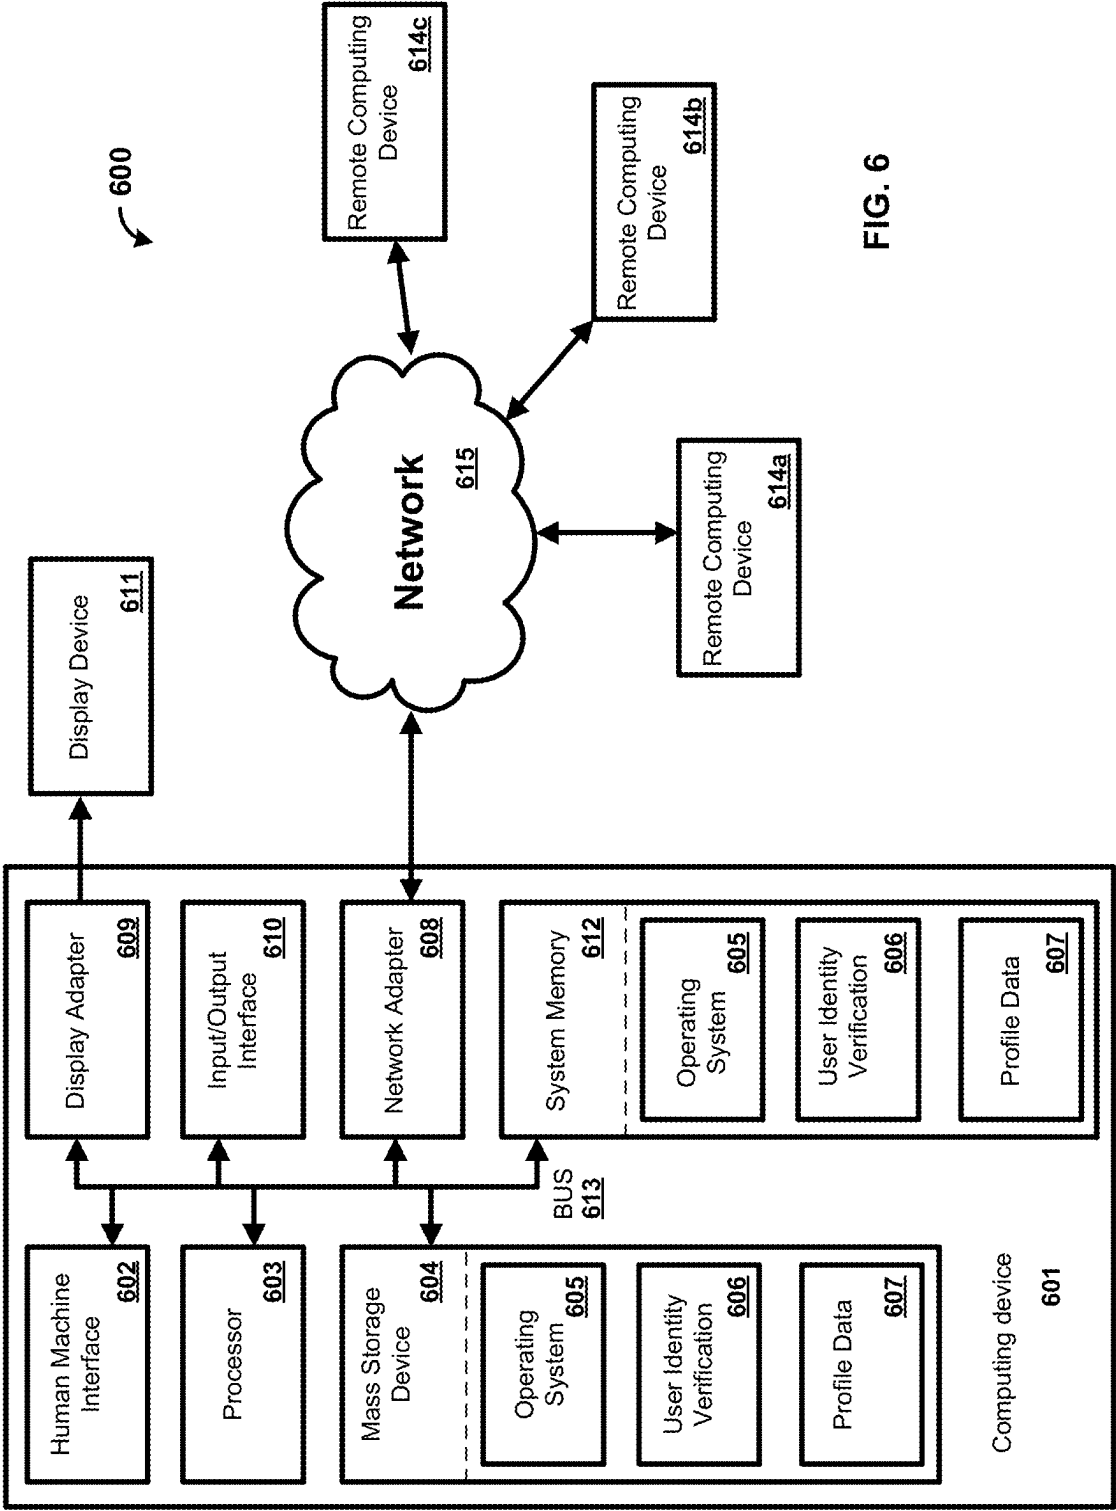 600
Human Machine
Interface
602
Processor
603
Mass Storage
Device
604
Operating
System
605
User Identity
Verification
606
Profile Data
607
Display Adapter
609
Input/Output
Interface
610
Network Adapter
608
System Memory
612
Operating
System
605
User Identity
Verification
606
Profile Data
607
BUS
613
Computing device
601
Display Device
611
Network
615
Remote Computing
Device
614a
Remote Computing
Device
614b
Remote Computing
Device
614c
FIG. 6